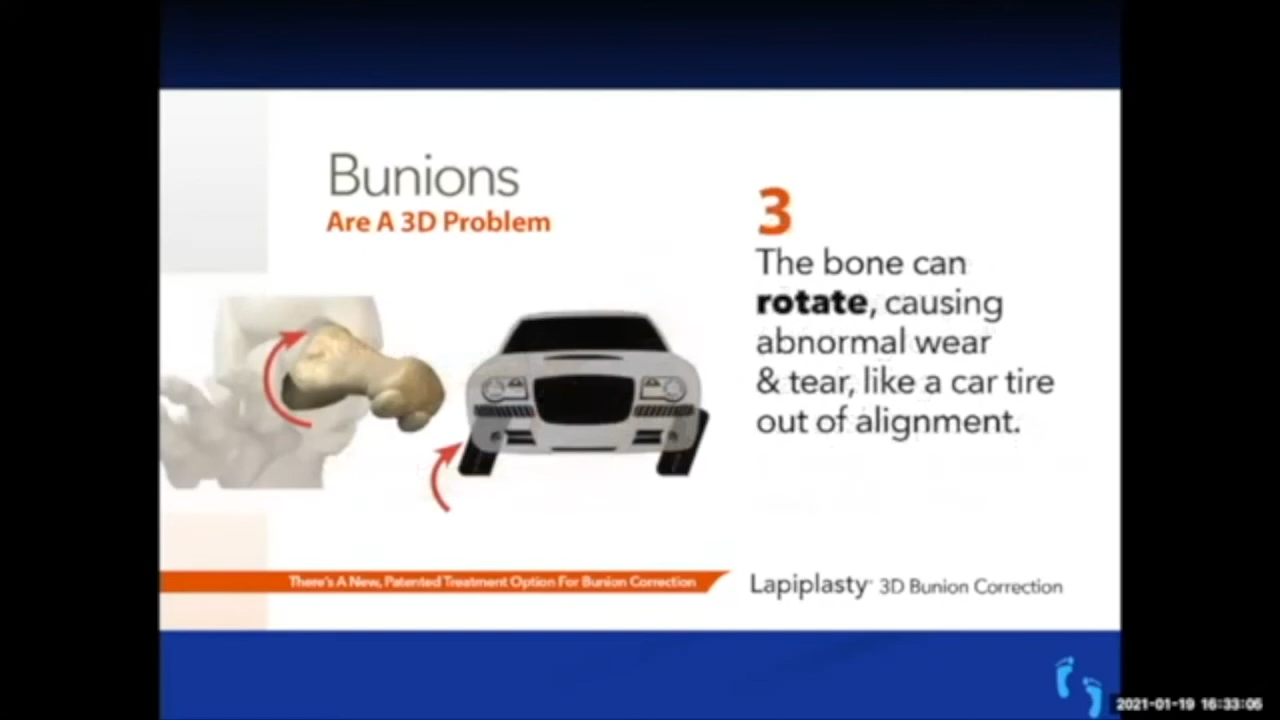 Bunions
Are A 3D Problem
3
The bone can
rotate, causing
abnormal wear
& tear, like a car tire
out of alignment.
There's A New, Patented Treatment Option For Bunion Correction
Lapiplasty 3D Bunion Correction
2021-01-19 16:33:06